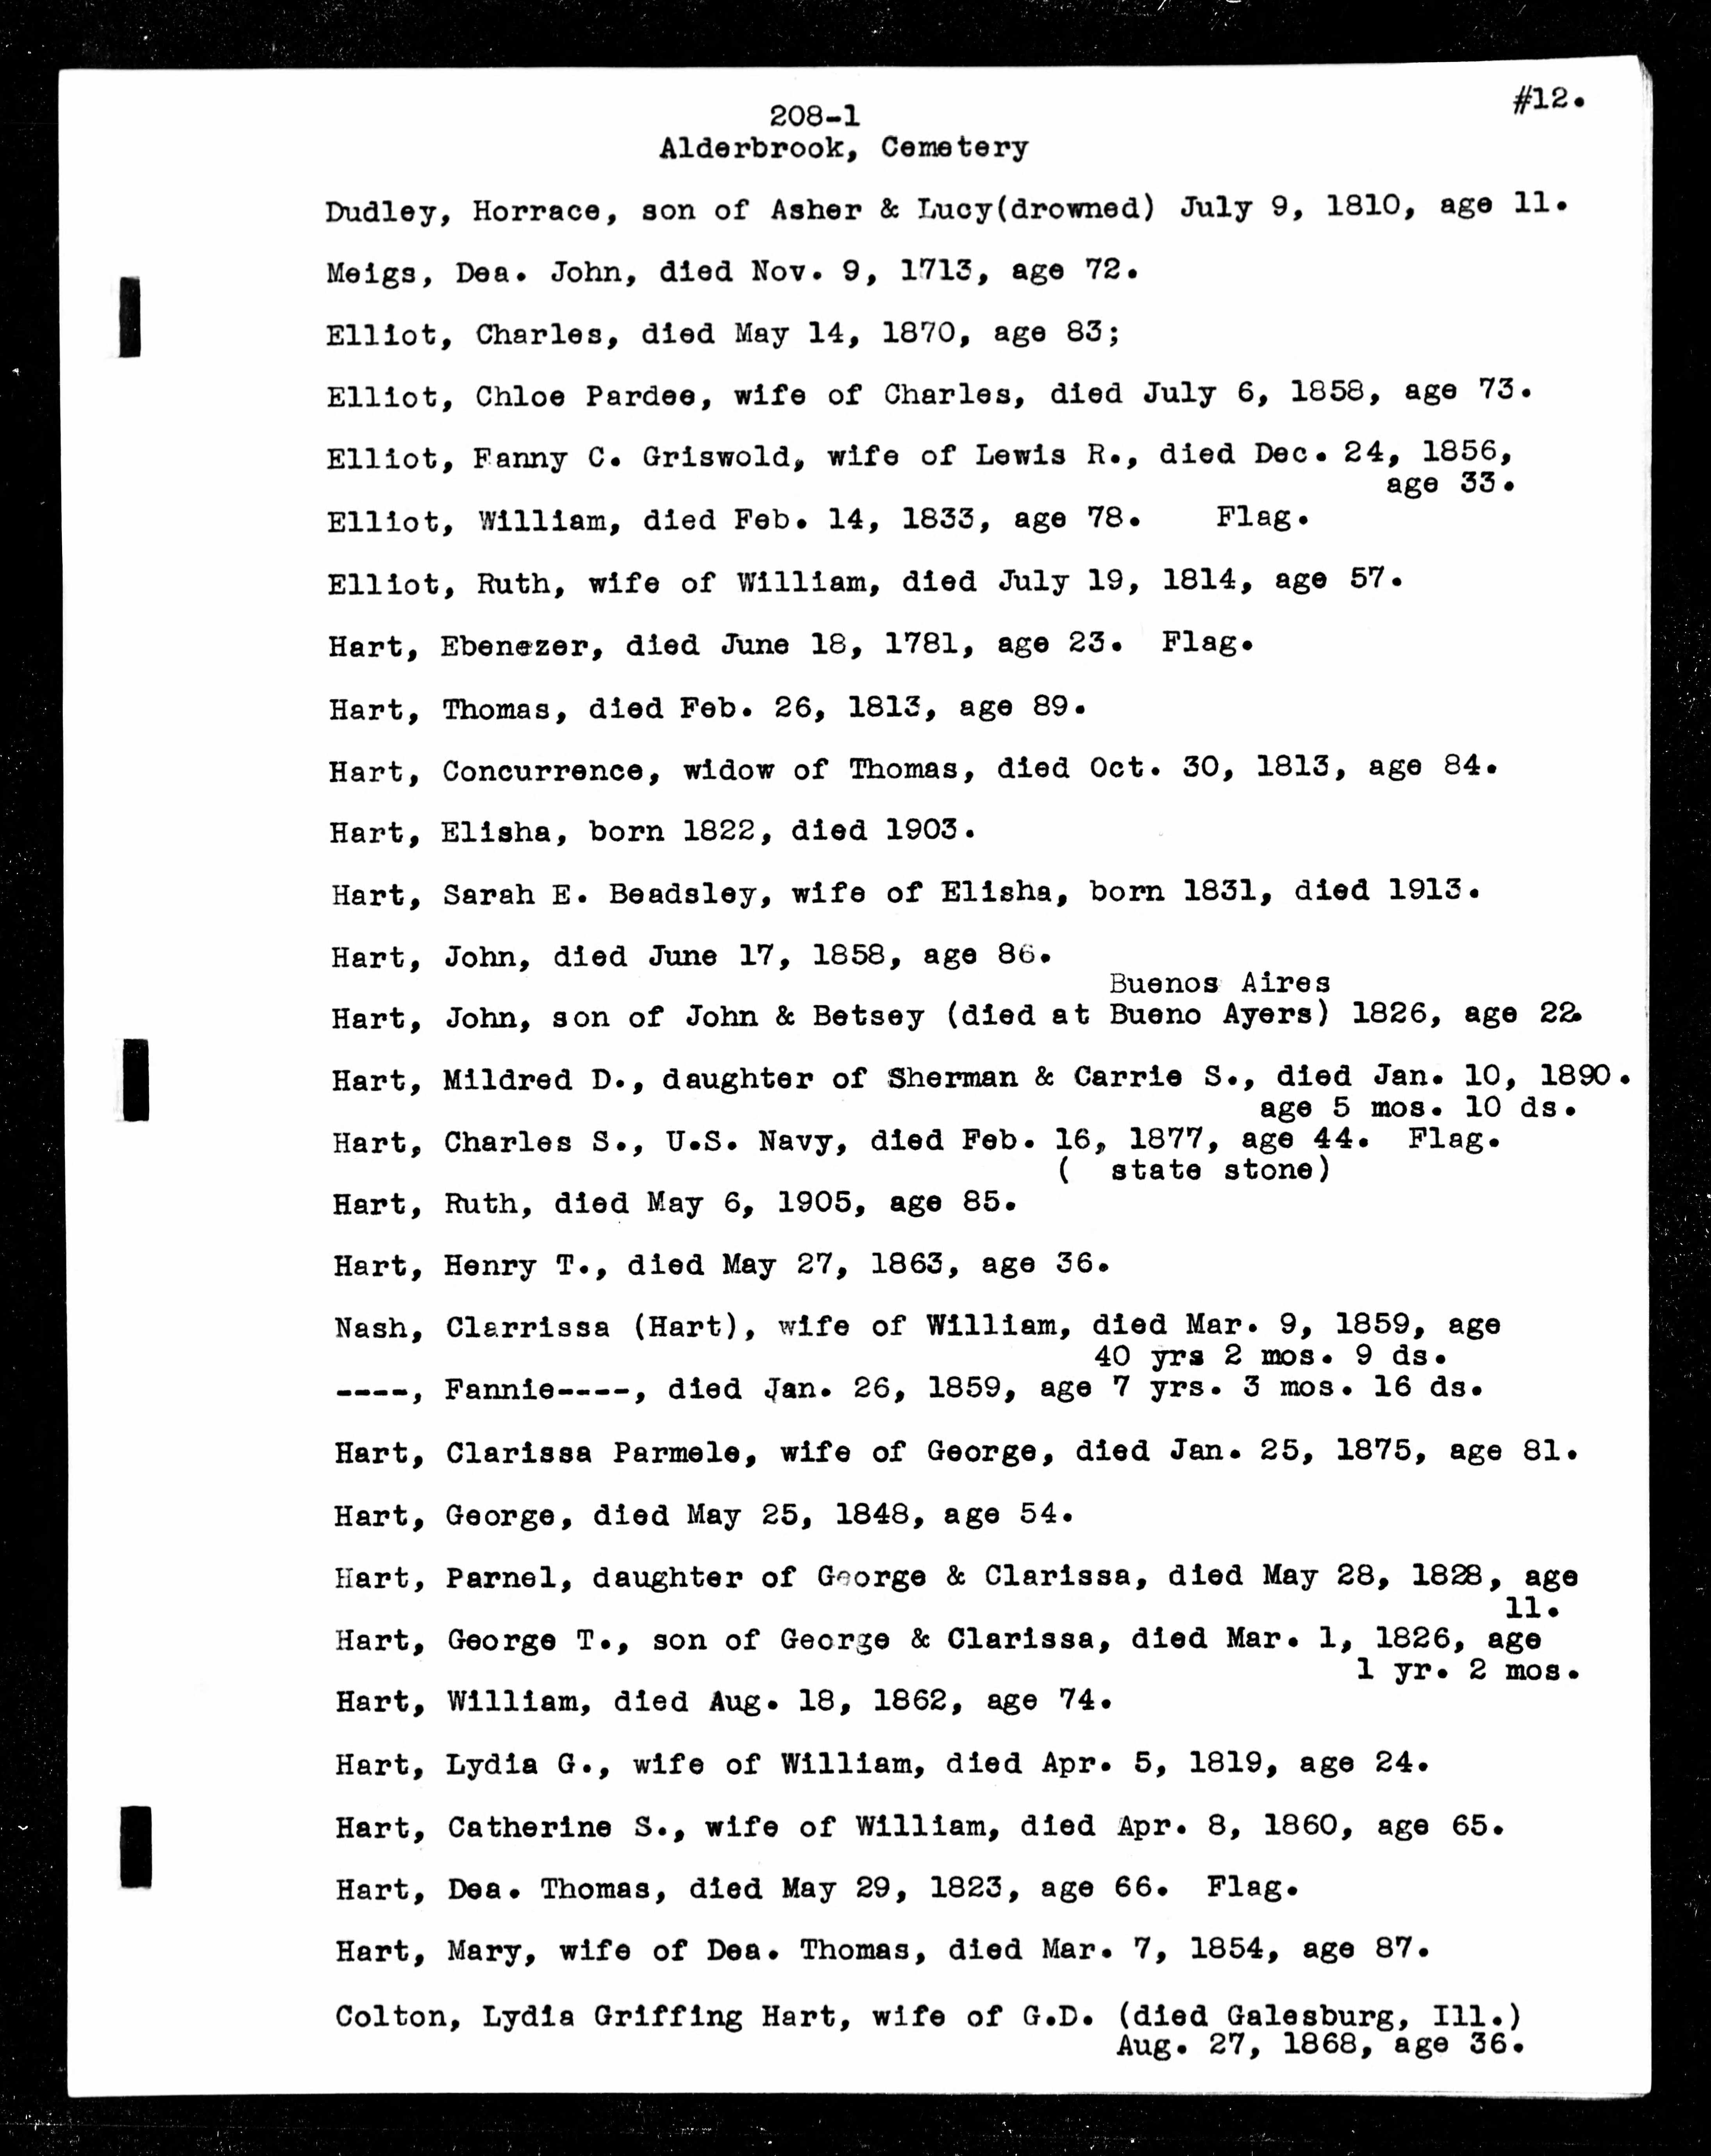 #12.
208-1
Alderbrook, Cemetery
Dudley, Horrace, son of Asher & Lucy(drowned) July 9, 1810, age 11.
Meigs, Dea. John, died Nov. 9, 1713, age 72.
Elliot, Charles, died May 14, 1870, age 83;
Elliot, Chloe Pardee, wife of Charles, died July 6, 1858, age 73.
Elliot, Fanny C. Griswold, wife of Lewis R., died Dec. 24, 1856,
age 33.
Elliot, William, died Feb. 14, 1833, age 78. Flag.
Elliot, Ruth, wife of William, died July 19, 1814, age 57.
Hart, Ebenezer, died June 18, 1781, age 23. Flag.
Hart, Thomas, died Feb. 26, 1813, age 89.
Hart, Concurrence, widow of Thomas, died Oct. 30, 1813, age 84.
Hart, Elisha, born 1822, died 1903.
Hart, Sarah E. Beadsley, wife of Elisha, born 1831, died 1913.
Hart, John, died June 17, 1858, age 86.
Buenos Aires
Hart, John, son of John & Betsey (died at Bueno Ayers) 1826, age 22.
Hart, Mildred D., daughter of Sherman & Carrie S., died Jan. 10, 1890.
age 5 mos. 10 ds.
Hart, Charles S., U.S. Navy, died Feb. 16, 1877, age 44. Flag.
( state stone)
Hart, Ruth, died May 6, 1905, age 85.
Hart, Henry T., died May 27, 1863, age 36.
Nash, Clarrissa (Hart), wife of William, died Mar. 9, 1859, age
40 yrs 2 mos. 9 ds.
----, Fannie----, died Jan. 26, 1859, age 7 yrs. 3 mos. 16 ds.
Hart, Clarissa Parmele, wife of George, died Jan. 25, 1875, age 81.
Hart, George, died May 25, 1848, age 54.
Hart, Parnel, daughter of George & Clarissa, died May 28, 1828, age
11.
Hart, George T., son of George & Clarissa, died Mar. 1, 1826, age
1 yr. 2 mos.
Hart, William, died Aug. 18, 1862, age 74.
Hart, Lydia G., wife of William, died Apr. 5, 1819, age 24.
Hart, Catherine S., wife of William, died Apr. 8, 1860, age 65.
Hart, Dea. Thomas, died May 29, 1823, age 66. Flag.
Hart, Mary, wife of Dea. Thomas, died Mar. 7, 1854, age 87.
Colton, Lydia Griffing Hart, wife of G.D. (died Galesburg, Ill.)
Aug. 27, 1868, age 36.